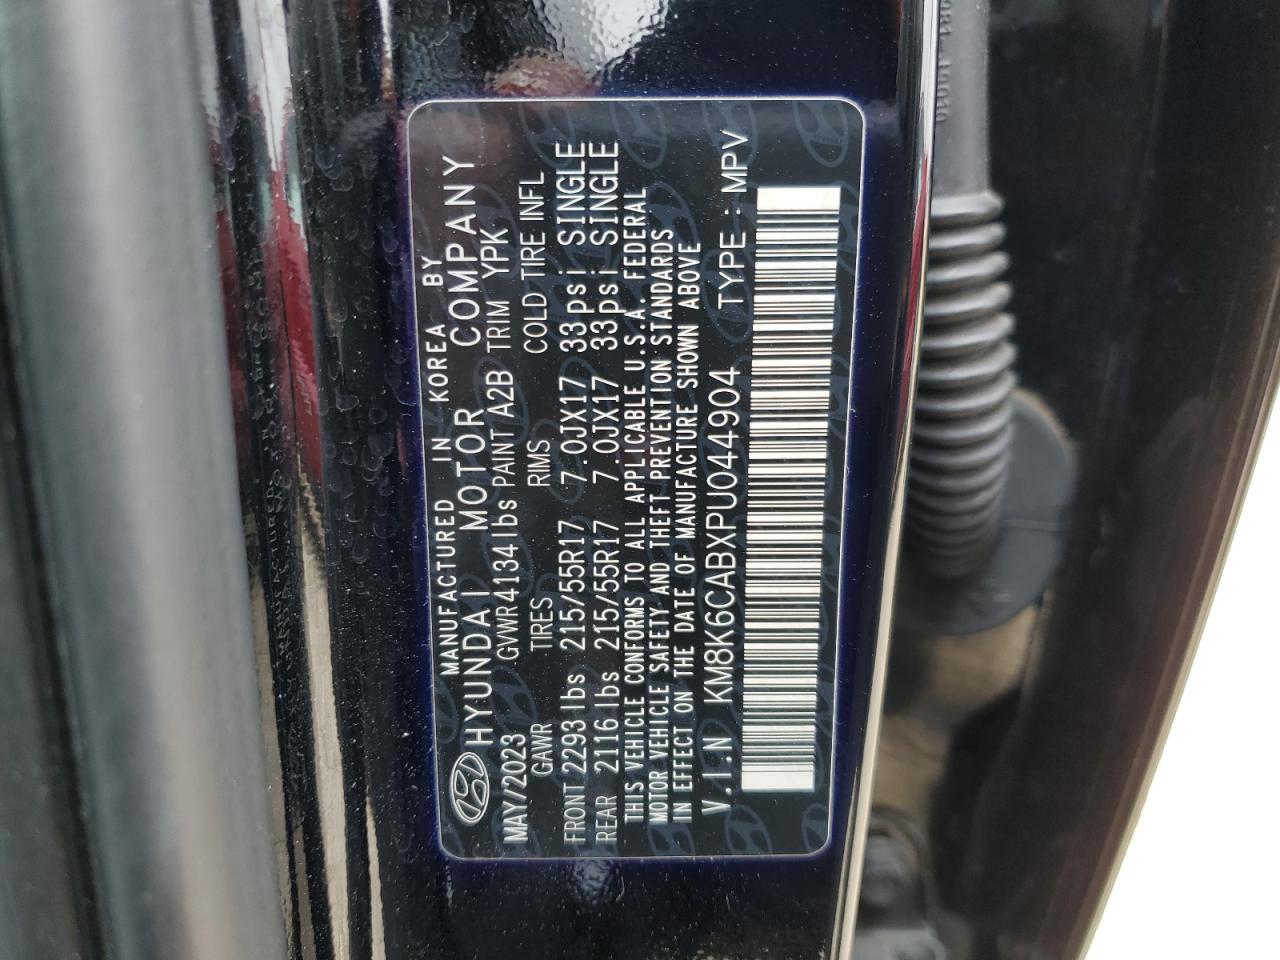 MANUFACTURED IN KOREA BY
HYUNDAI MOTOR COMPANY
MAY/2023 GVWR4134lbs PAINT A2B TRIM YPK
GAWR TIRES RIMS COLD TIRE INFL
FRONT 2293 lbs 215/55R17 7.0JX17 33psi SINGLE
REAR 2116 lbs 215/55R17 7.0JX17 33psi SINGLE
THIS VEHICLE CONFORMS TO ALL APPLICABLE U.S.A. FEDERAL
MOTOR VEHICLE SAFETY AND THEFT PREVENTION STANDARDS
IN EFFECT ON THE DATE OF MANUFACTURE SHOWN ABOVE
V.I.N KM8K6CABXPU044904 TYPE : MPV